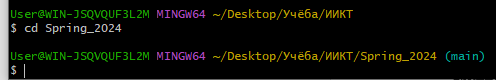 User@WIN-JSQVQUF3L2M MINGW64 ~/Desktop/Учёба/ИИКТ
$ cd Spring_2024
User@WIN-JSQVQUF3L2M MINGW64 ~/Desktop/Учёба/ИИКТ/Spring_2024 (main)
$